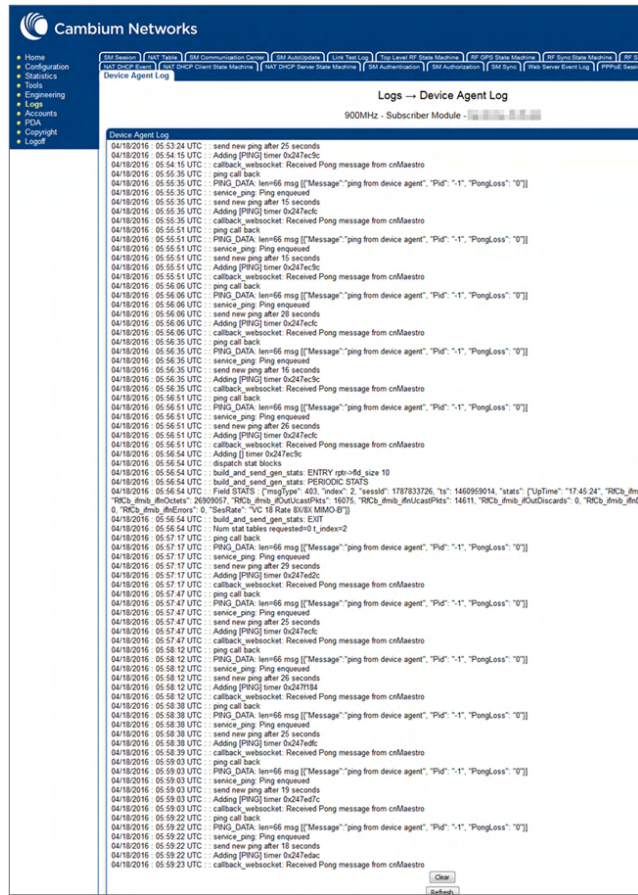 Cambium Networks
Home
Configuration
Statistics
Tools
Engineering
Logs
Accounts
PDA
Copyright
Logoff
SM Session NAT Table SM Communication Center SM AutoUpdate Link Test Log Top Level RF State Machine RF GPS State Machine RF Sync State Machine RF S
NAT DHCP Event NAT DHCP Client State Machine NAT DHCP Server State Machine SM Authentication SM Authorization SM Sync Web Server Event Log PPPoE Sessi
Device Agent Log
Logs → Device Agent Log
900MHz - Subscriber Module -
Device Agent Log
04/18/2016 : 05:53:24 UTC : : send new ping after 25 seconds
04/18/2016 : 05:54:15 UTC : : Adding [PING] timer 0x247ec9c
04/18/2016 : 05:54:15 UTC : : callback_websocket: Received Pong message from cnMaestro
04/18/2016 : 05:55:35 UTC : : ping call back
04/18/2016 : 05:55:35 UTC : : PING_DATA: len=66 msg [{"Message":"ping from device agent", "Pid": "-1", "PongLoss": "0"}]
04/18/2016 : 05:55:35 UTC : : service_ping: Ping enqueued
04/18/2016 : 05:55:35 UTC : : send new ping after 15 seconds
04/18/2016 : 05:55:35 UTC : : Adding [PING] timer 0x247ecfc
04/18/2016 : 05:55:35 UTC : : callback_websocket: Received Pong message from cnMaestro
04/18/2016 : 05:55:51 UTC : : ping call back
04/18/2016 : 05:55:51 UTC : : PING_DATA: len=66 msg [{"Message":"ping from device agent", "Pid": "-1", "PongLoss": "0"}]
04/18/2016 : 05:55:51 UTC : : service_ping: Ping enqueued
04/18/2016 : 05:55:51 UTC : : send new ping after 15 seconds
04/18/2016 : 05:55:51 UTC : : Adding [PING] timer 0x247ec9c
04/18/2016 : 05:55:51 UTC : : callback_websocket: Received Pong message from cnMaestro
04/18/2016 : 05:56:06 UTC : : ping call back
04/18/2016 : 05:56:06 UTC : : PING_DATA: len=66 msg [{"Message":"ping from device agent", "Pid": "-1", "PongLoss": "0"}]
04/18/2016 : 05:56:06 UTC : : service_ping: Ping enqueued
04/18/2016 : 05:56:06 UTC : : send new ping after 28 seconds
04/18/2016 : 05:56:06 UTC : : Adding [PING] timer 0x247ecfc
04/18/2016 : 05:56:06 UTC : : callback_websocket: Received Pong message from cnMaestro
04/18/2016 : 05:56:35 UTC : : ping call back
04/18/2016 : 05:56:35 UTC : : PING_DATA: len=66 msg [{"Message":"ping from device agent", "Pid": "-1", "PongLoss": "0"}]
04/18/2016 : 05:56:35 UTC : : service_ping: Ping enqueued
04/18/2016 : 05:56:35 UTC : : send new ping after 16 seconds
04/18/2016 : 05:56:35 UTC : : Adding [PING] timer 0x247ec9c
04/18/2016 : 05:56:35 UTC : : callback_websocket: Received Pong message from cnMaestro
04/18/2016 : 05:56:51 UTC : : ping call back
04/18/2016 : 05:56:51 UTC : : PING_DATA: len=66 msg [{"Message":"ping from device agent", "Pid": "-1", "PongLoss": "0"}]
04/18/2016 : 05:56:51 UTC : : service_ping: Ping enqueued
04/18/2016 : 05:56:51 UTC : : send new ping after 26 seconds
04/18/2016 : 05:56:51 UTC : : Adding [PING] timer 0x247ecfc
04/18/2016 : 05:56:51 UTC : : callback_websocket: Received Pong message from cnMaestro
04/18/2016 : 05:56:54 UTC : : Adding [] timer 0x247ec9c
04/18/2016 : 05:56:54 UTC : : dispatch stat blocks
04/18/2016 : 05:56:54 UTC : : build_and_send_gen_stats: ENTRY rptr->fld_size 10
04/18/2016 : 05:56:54 UTC : : build_and_send_gen_stats: PERIODIC STATS
04/18/2016 : 05:56:54 UTC : : Field STATS : {"msgType": 403, "index": 2, "sessId": 1787833726, "ts": 1460959014, "stats": {"UpTime": "17:45:24", "RfCb_ifm
"RfCb_ifmib_ifInOctets": 26909057, "RfCb_ifmib_ifOutUcastPkts": 16075, "RfCb_ifmib_ifInUcastPkts": 14611, "RfCb_ifmib_ifOutDiscards": 0, "RfCb_ifmib_ifInD
0, "RfCb_ifmib_ifInErrors": 0, "SesRate": "VC 18 Rate 8X/8X MIMO-B"}]
04/18/2016 : 05:56:54 UTC : : build_and_send_gen_stats: EXIT
04/18/2016 : 05:56:54 UTC : : Num stat tables requested=0 t_index=2
04/18/2016 : 05:57:17 UTC : : ping call back
04/18/2016 : 05:57:17 UTC : : PING_DATA: len=66 msg [{"Message":"ping from device agent", "Pid": "-1", "PongLoss": "0"}]
04/18/2016 : 05:57:17 UTC : : service_ping: Ping enqueued
04/18/2016 : 05:57:17 UTC : : send new ping after 29 seconds
04/18/2016 : 05:57:17 UTC : : Adding [PING] timer 0x247ed2c
04/18/2016 : 05:57:17 UTC : : callback_websocket: Received Pong message from cnMaestro
04/18/2016 : 05:57:47 UTC : : ping call back
04/18/2016 : 05:57:47 UTC : : PING_DATA: len=66 msg [{"Message":"ping from device agent", "Pid": "-1", "PongLoss": "0"}]
04/18/2016 : 05:57:47 UTC : : service_ping: Ping enqueued
04/18/2016 : 05:57:47 UTC : : send new ping after 25 seconds
04/18/2016 : 05:57:47 UTC : : Adding [PING] timer 0x247ecfc
04/18/2016 : 05:57:47 UTC : : callback_websocket: Received Pong message from cnMaestro
04/18/2016 : 05:58:12 UTC : : ping call back
04/18/2016 : 05:58:12 UTC : : PING_DATA: len=66 msg [{"Message":"ping from device agent", "Pid": "-1", "PongLoss": "0"}]
04/18/2016 : 05:58:12 UTC : : service_ping: Ping enqueued
04/18/2016 : 05:58:12 UTC : : send new ping after 26 seconds
04/18/2016 : 05:58:12 UTC : : Adding [PING] timer 0x247f184
04/18/2016 : 05:58:12 UTC : : callback_websocket: Received Pong message from cnMaestro
04/18/2016 : 05:58:38 UTC : : ping call back
04/18/2016 : 05:58:38 UTC : : PING_DATA: len=66 msg [{"Message":"ping from device agent", "Pid": "-1", "PongLoss": "0"}]
04/18/2016 : 05:58:38 UTC : : service_ping: Ping enqueued
04/18/2016 : 05:58:38 UTC : : send new ping after 25 seconds
04/18/2016 : 05:58:38 UTC : : Adding [PING] timer 0x247edfc
04/18/2016 : 05:58:39 UTC : : callback_websocket: Received Pong message from cnMaestro
04/18/2016 : 05:59:03 UTC : : ping call back
04/18/2016 : 05:59:03 UTC : : PING_DATA: len=66 msg [{"Message":"ping from device agent", "Pid": "-1", "PongLoss": "0"}]
04/18/2016 : 05:59:03 UTC : : service_ping: Ping enqueued
04/18/2016 : 05:59:03 UTC : : send new ping after 19 seconds
04/18/2016 : 05:59:03 UTC : : Adding [PING] timer 0x247ed7c
04/18/2016 : 05:59:03 UTC : : callback_websocket: Received Pong message from cnMaestro
04/18/2016 : 05:59:22 UTC : : ping call back
04/18/2016 : 05:59:22 UTC : : PING_DATA: len=66 msg [{"Message":"ping from device agent", "Pid": "-1", "PongLoss": "0"}]
04/18/2016 : 05:59:22 UTC : : service_ping: Ping enqueued
04/18/2016 : 05:59:22 UTC : : send new ping after 18 seconds
04/18/2016 : 05:59:22 UTC : : Adding [PING] timer 0x247edac
04/18/2016 : 05:59:23 UTC : : callback_websocket: Received Pong message from cnMaestro
Clear
Refresh